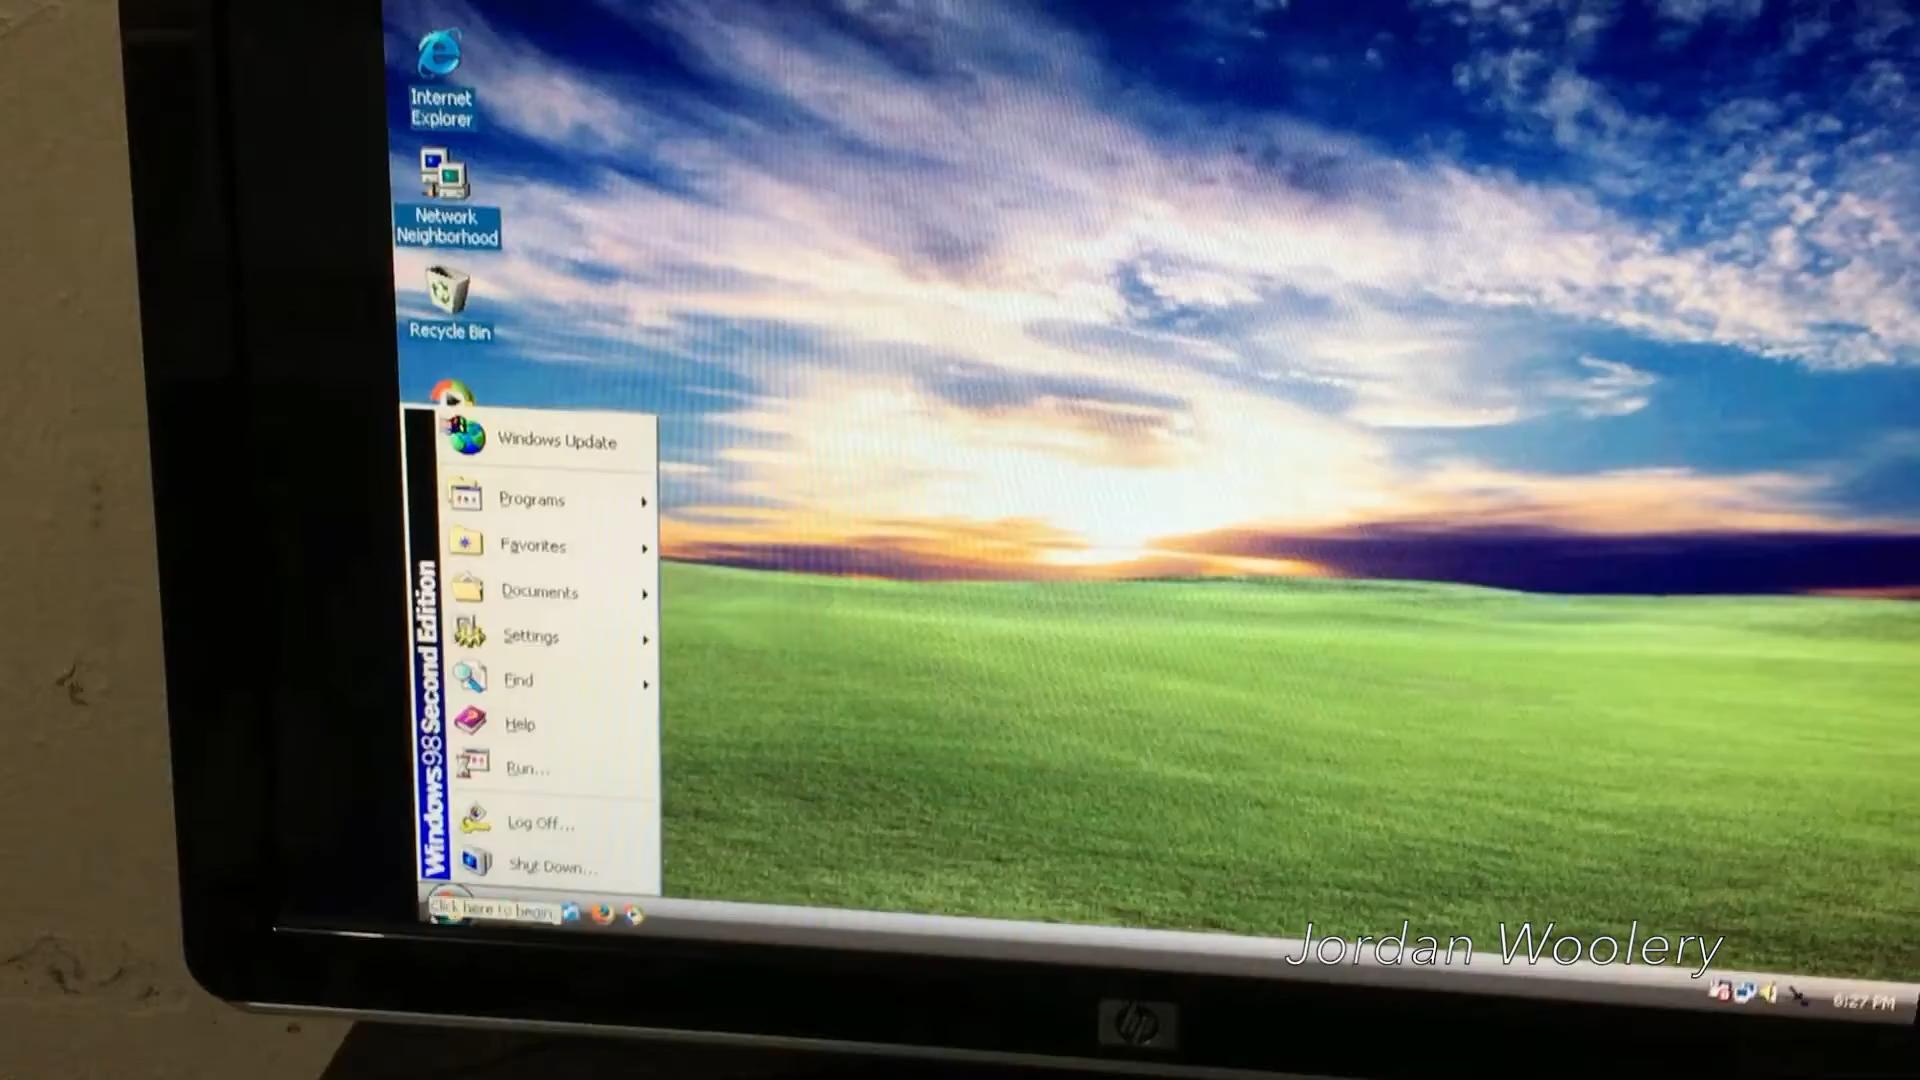 Internet
Explorer
Network
Neighborhood
Recycle Bin
Windows Update
Programs
Favorites
Documents
Settings
Find
Help
Run...
Log Off...
Shut Down...
Windows98 Second Edition
Click here to begin.
Jordan Woolery
6:27 PM
hp